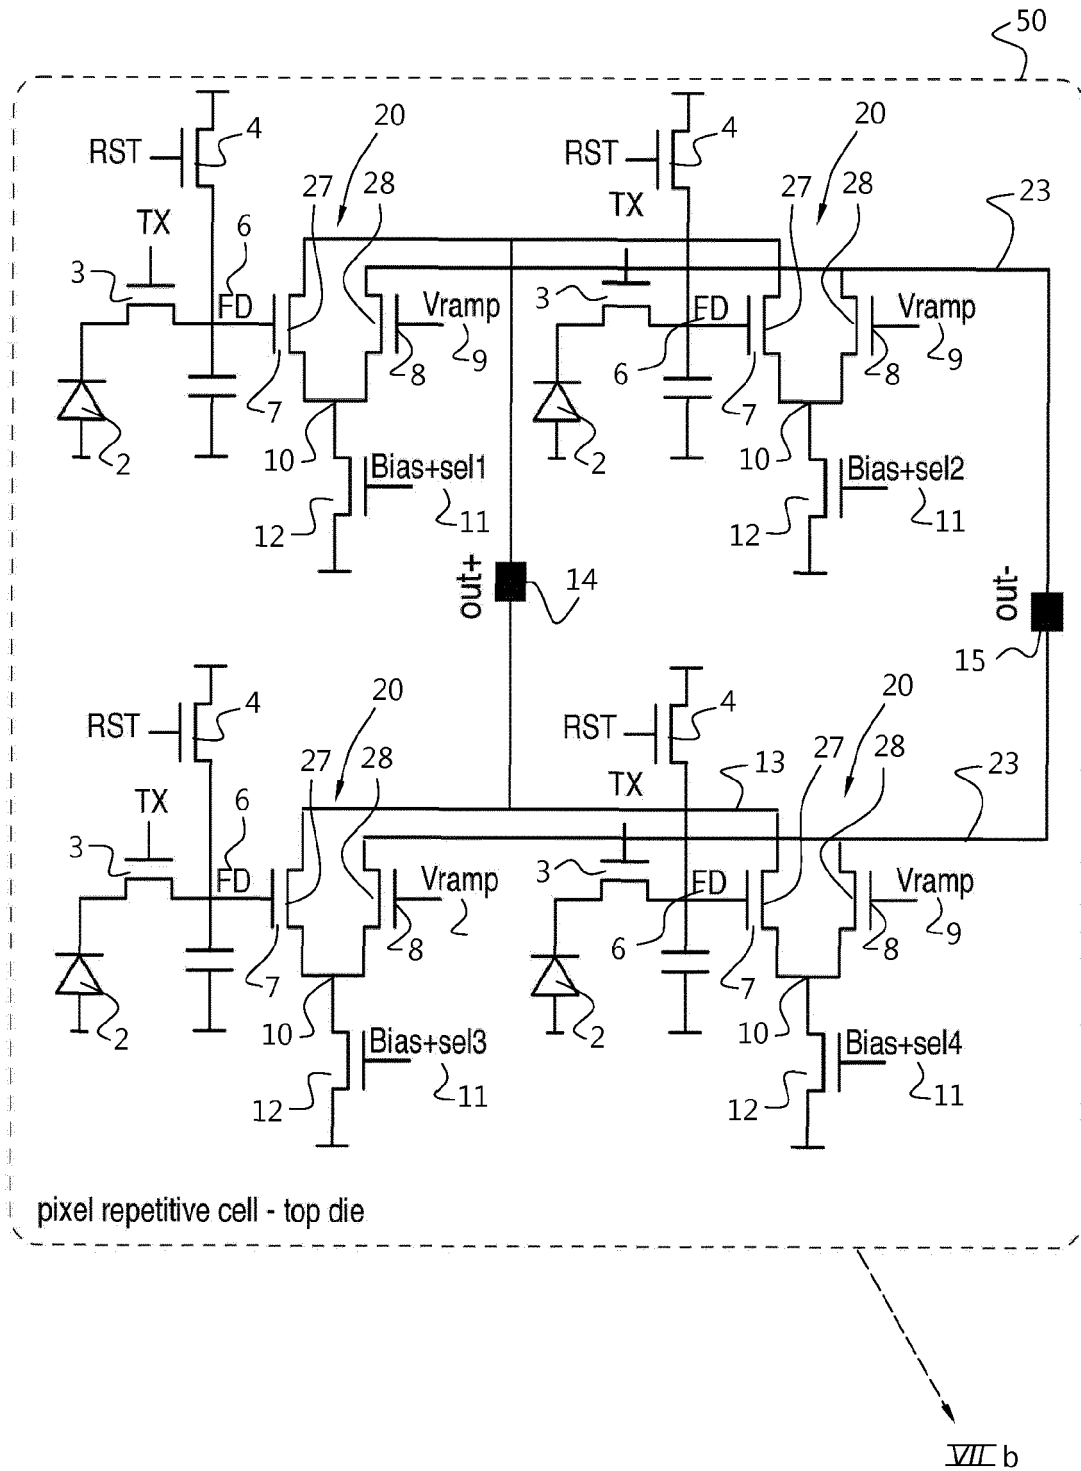 50
20
20
4
4
RST
RST
27
28
27
28
23
TX
TX
6
3
3
FD
FD
Vramp
Vramp
9
9
6
7
8
7
8
2
2
10
10
Bias+sel1
Bias+sel2
12
11
12
11
out+
14
out-
15
20
20
4
4
RST
RST
27
28
13
27
28
23
TX
TX
6
3
3
FD
FD
Vramp
Vramp
9
6
7
8
7
8
2
2
10
10
Bias+sel3
Bias+sel4
12
11
12
11
pixel repetitive cell - top die
VII b